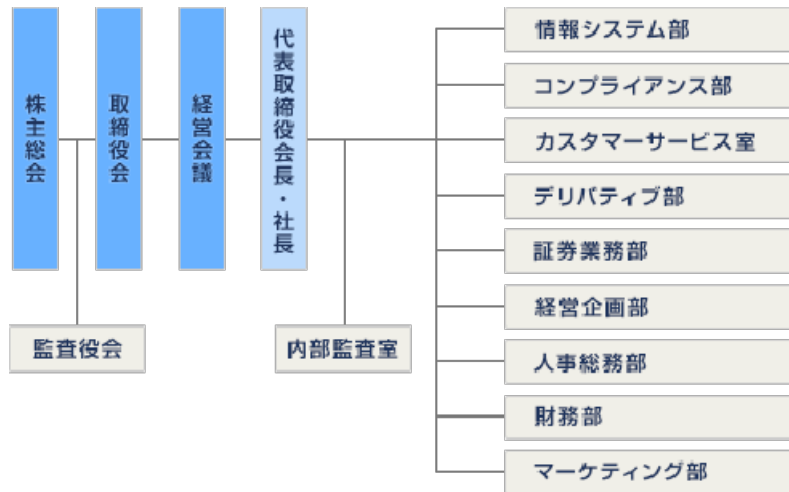 株主総会
取締役会
経営会議
代表取締役会長・社長
監査役会
内部監査室
情報システム部
コンプライアンス部
カスタマーサービス室
デリバティブ部
証券業務部
経営企画部
人事総務部
財務部
マーケティング部